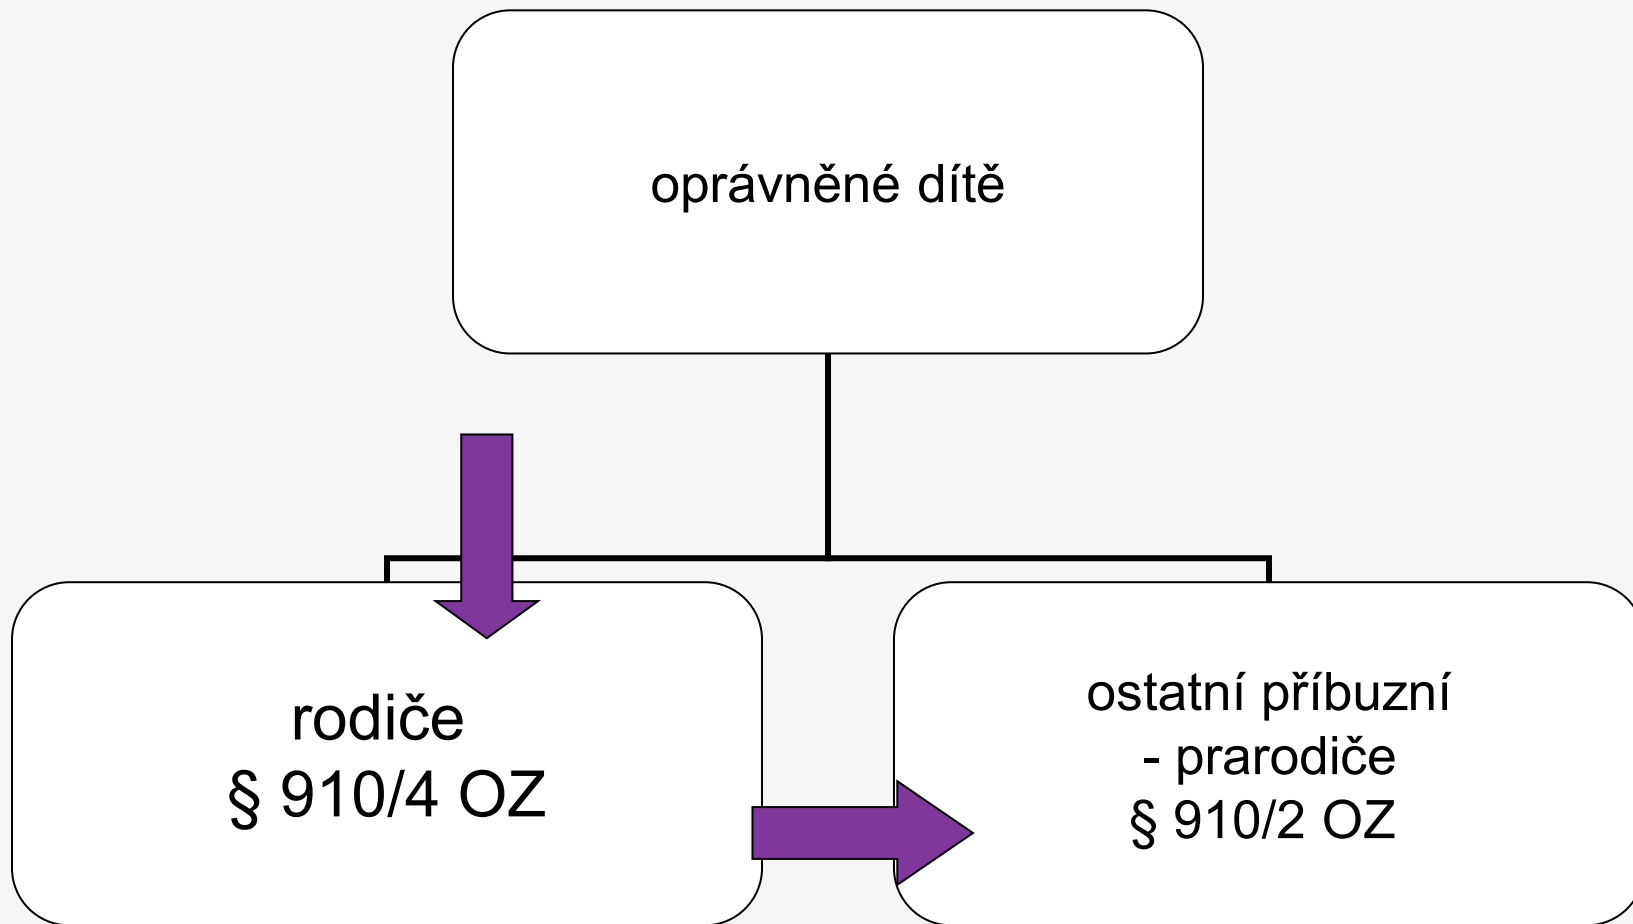 oprávněné dítě
rodiče
§ 910/4 OZ
ostatní příbuzní
- prarodiče
§ 910/2 OZ